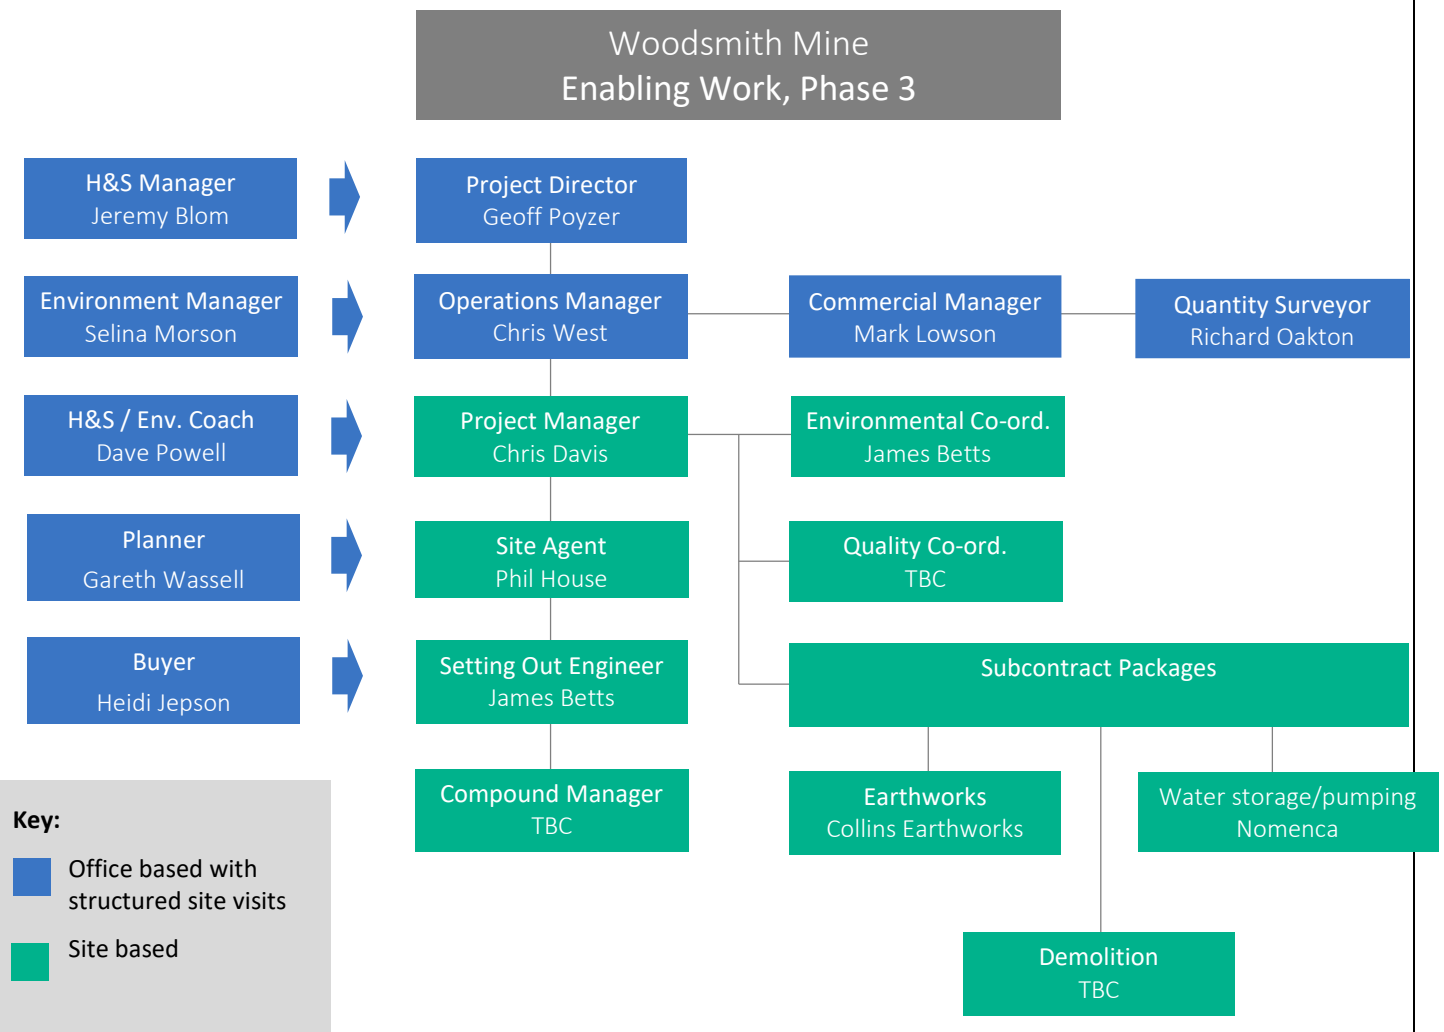 Woodsmith Mine
Enabling Work, Phase 3
H&S Manager
Jeremy Blom
Project Director
Geoff Poyzer
Environment Manager
Selina Morson
Operations Manager
Chris West
Commercial Manager
Mark Lowson
Quantity Surveyor
Richard Oakton
H&S / Env. Coach
Dave Powell
Project Manager
Chris Davis
Environmental Co-ord.
James Betts
Planner
Gareth Wassell
Site Agent
Phil House
Quality Co-ord.
TBC
Buyer
Heidi Jepson
Setting Out Engineer
James Betts
Subcontract Packages
Compound Manager
TBC
Earthworks
Collins Earthworks
Water storage/pumping
Nomenca
Demolition
TBC
Key:
Office based with
structured site visits
Site based